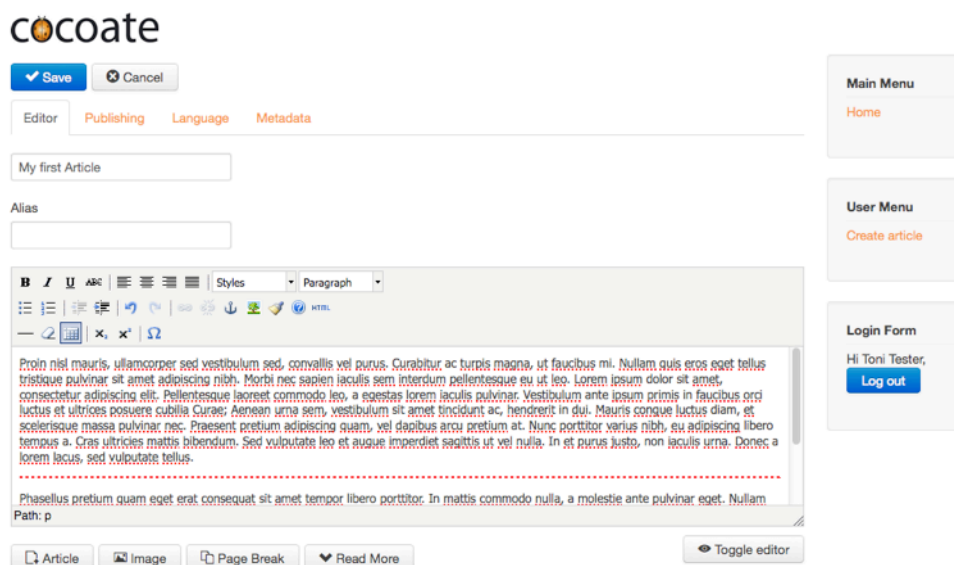 cocoate
Save Cancel
Editor Publishing Language Metadata
My first Article
Alias
B I U ABC Styles Paragraph
HTML
x₂ x² Ω
Proin nisl mauris, ullamcorper sed vestibulum sed, convallis vel purus. Curabitur ac turpis magna, ut faucibus mi. Nullam quis eros eget tellus
tristique pulvinar sit amet adipiscing nibh. Morbi nec sapien iaculis sem interdum pellentesque eu ut leo. Lorem ipsum dolor sit amet,
consectetur adipiscing elit. Pellentesque laoreet commodo leo, a egestas lorem iaculis pulvinar. Vestibulum ante ipsum primis in faucibus orci
luctus et ultrices posuere cubilia Curae; Aenean urna sem, vestibulum sit amet tincidunt ac, hendrerit in dui. Mauris congue luctus diam, et
scelerisque massa pulvinar nec. Praesent pretium adipiscing quam, vel dapibus arcu pretium at. Nunc porttitor varius nibh, eu adipiscing libero
tempus a. Cras ultricies mattis bibendum. Sed vulputate leo et augue imperdiet sagittis ut vel nulla. In et purus justo, non iaculis urna. Donec a
lorem lacus, sed vulputate tellus.
Phasellus pretium quam eget erat consequat sit amet tempor libero porttitor. In mattis commodo nulla, a molestie ante pulvinar eget. Nullam
Path: p
Article Image Page Break Read More
Toggle editor
Main Menu
Home
User Menu
Create article
Login Form
Hi Toni Tester,
Log out